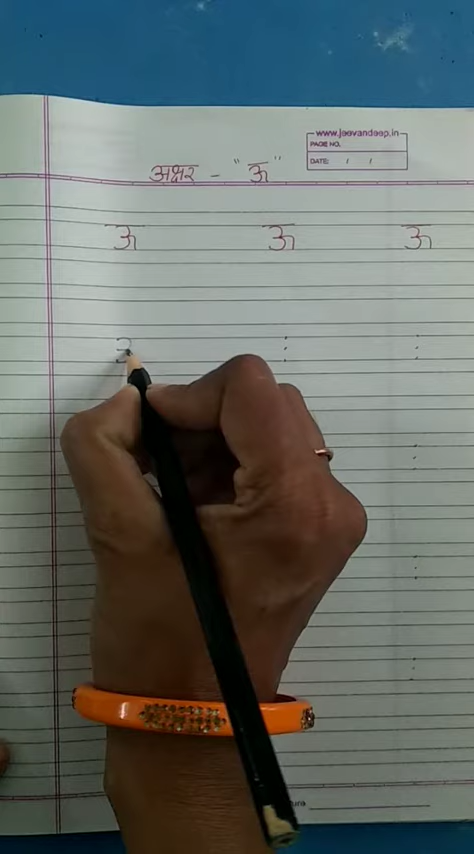 www.jeevandeep.in
PAGE NO.
DATE: / /
अक्षर - "ऊ"
ऊ ऊ ऊ